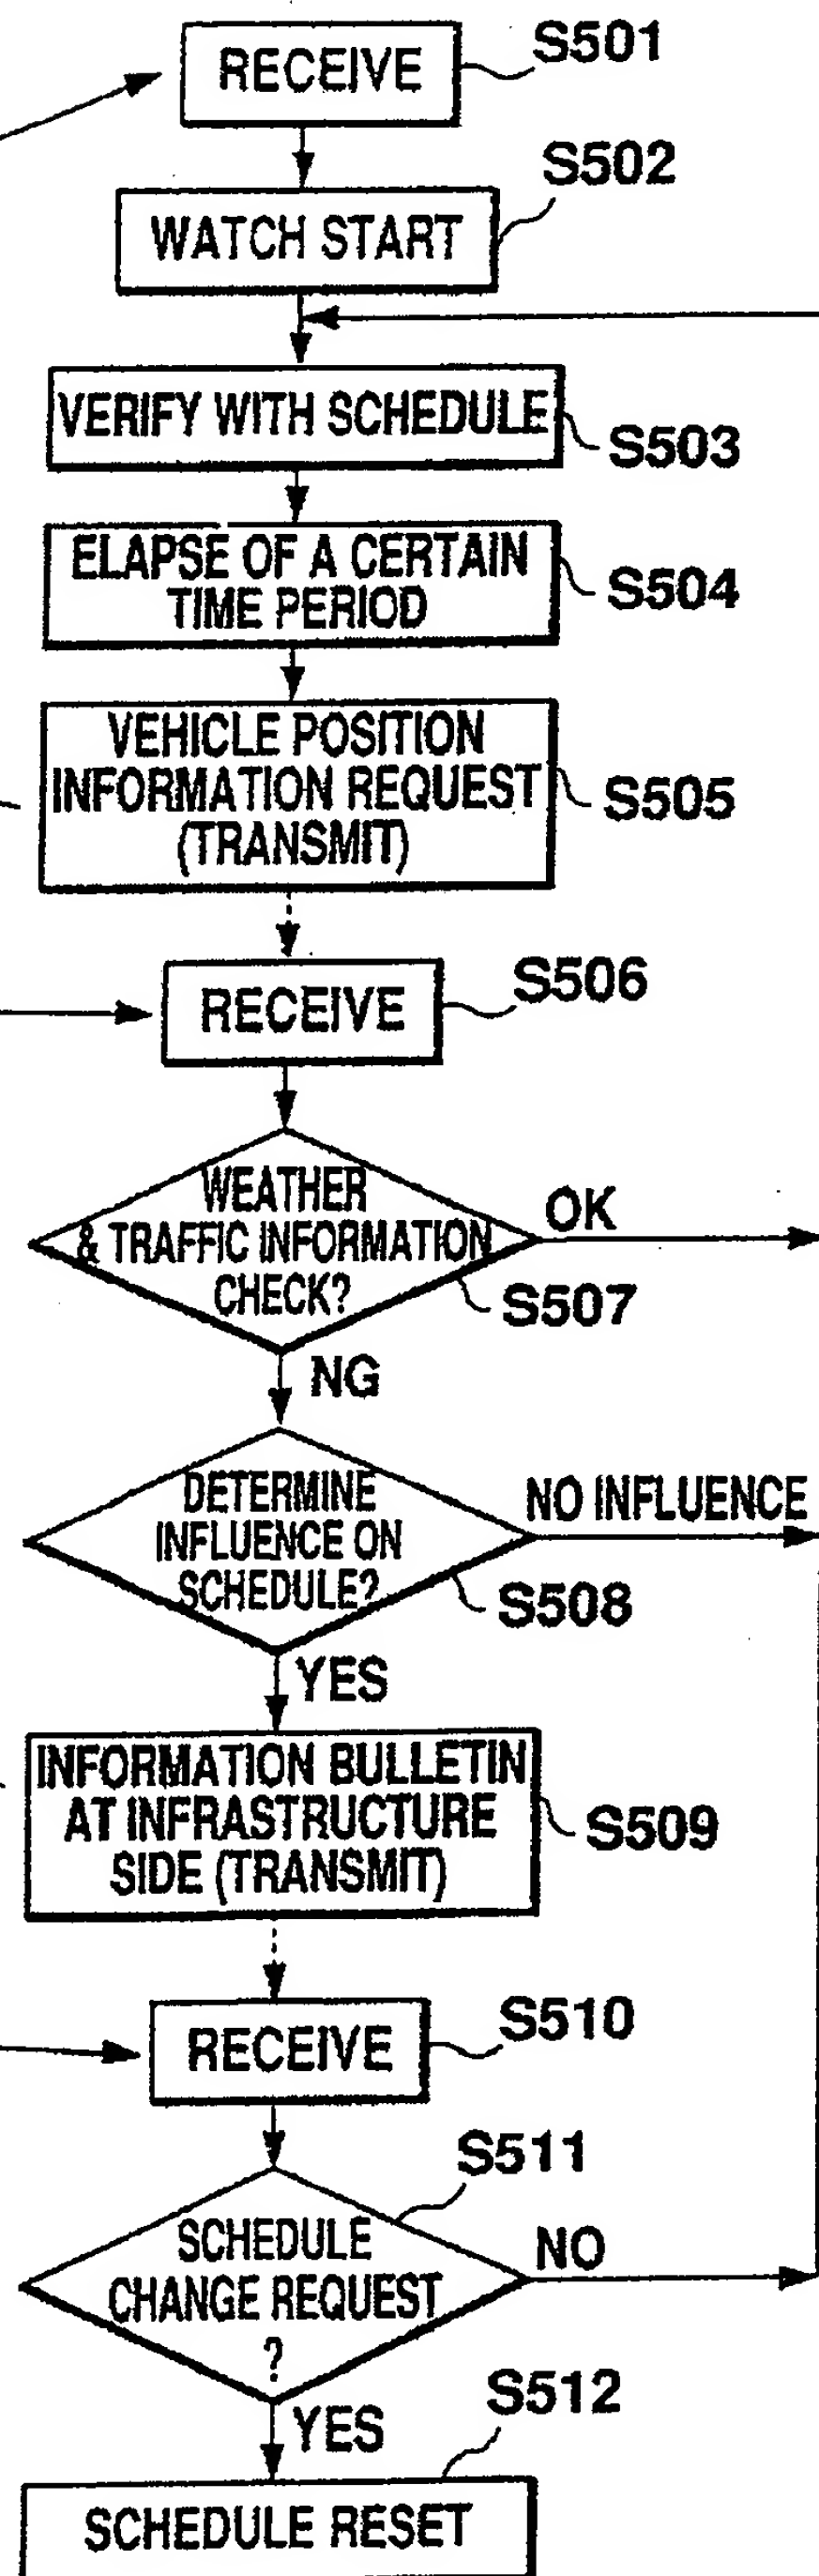 RECEIVE
S501
S502
WATCH START
VERIFY WITH SCHEDULE
S503
ELAPSE OF A CERTAIN
TIME PERIOD
S504
VEHICLE POSITION
INFORMATION REQUEST
(TRANSMIT)
S505
RECEIVE
S506
WEATHER
& TRAFFIC INFORMATION
CHECK?
OK
S507
NG
DETERMINE
INFLUENCE ON
SCHEDULE?
NO INFLUENCE
S508
YES
INFORMATION BULLETIN
AT INFRASTRUCTURE
SIDE (TRANSMIT)
S509
RECEIVE
S510
S511
SCHEDULE
CHANGE REQUEST
?
NO
YES
S512
SCHEDULE RESET